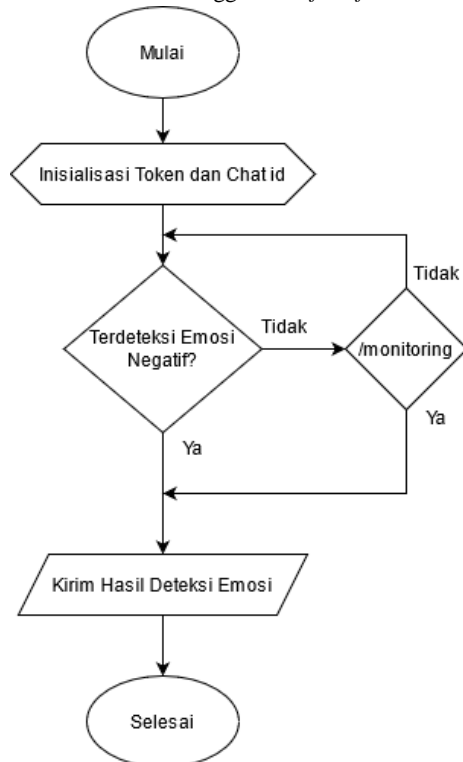 Mulai
Inisialisasi Token dan Chat id
Tidak
Terdeteksi Emosi
Negatif?
Tidak
/monitoring
Ya
Ya
Kirim Hasil Deteksi Emosi
Selesai